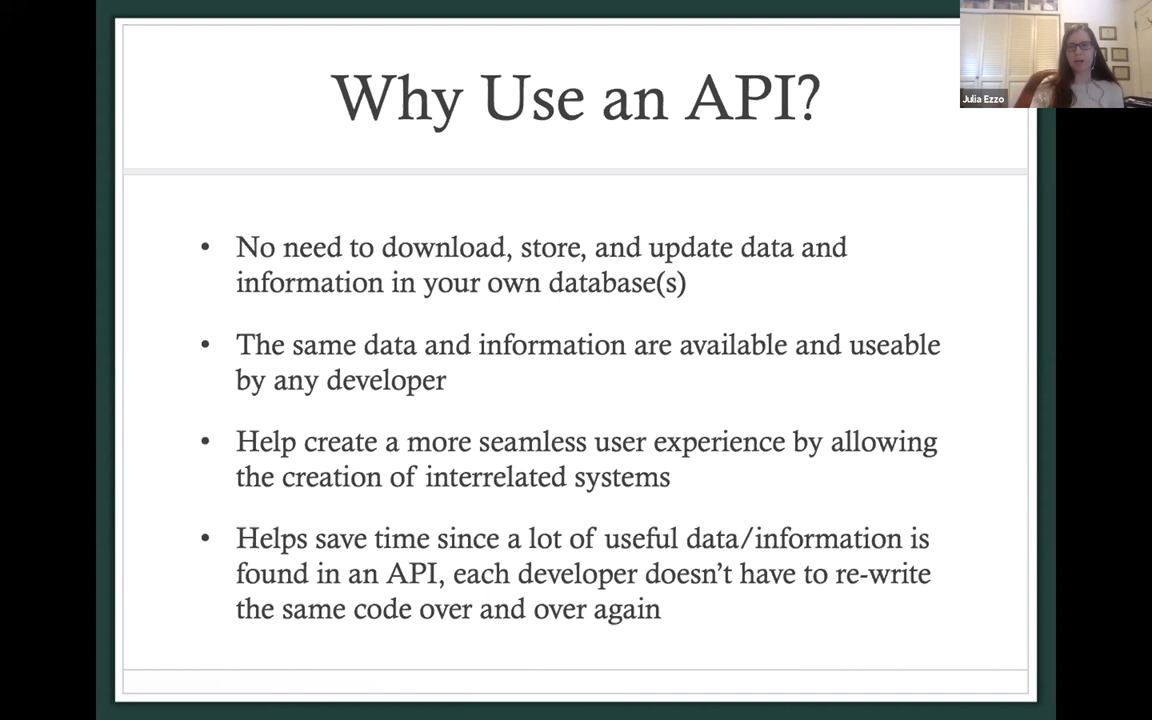 Why Use an API?
Julia Ezzo
• No need to download, store, and update data and
information in your own database(s)
• The same data and information are available and useable
by any developer
• Help create a more seamless user experience by allowing
the creation of interrelated systems
• Helps save time since a lot of useful data/information is
found in an API, each developer doesn’t have to re-write
the same code over and over again